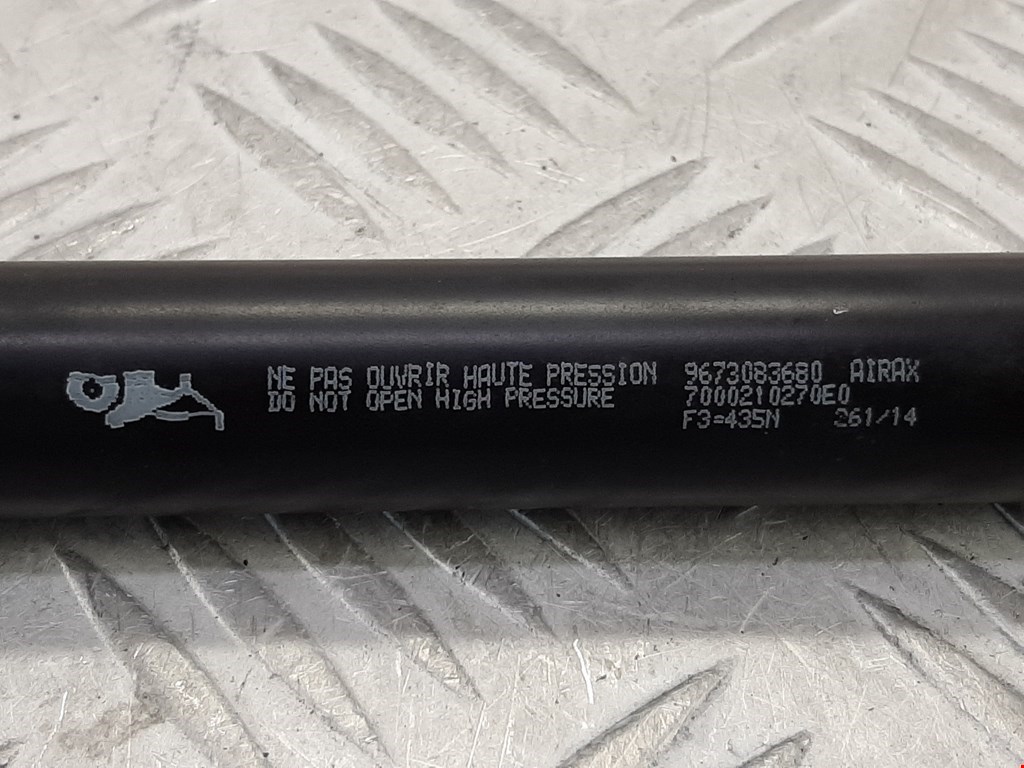 NE PAS OUVRIR HAUTE PRESSION
DO NOT OPEN HIGH PRESSURE
9673083680 AIRAX
7000210270E0
F3=435N 261/14